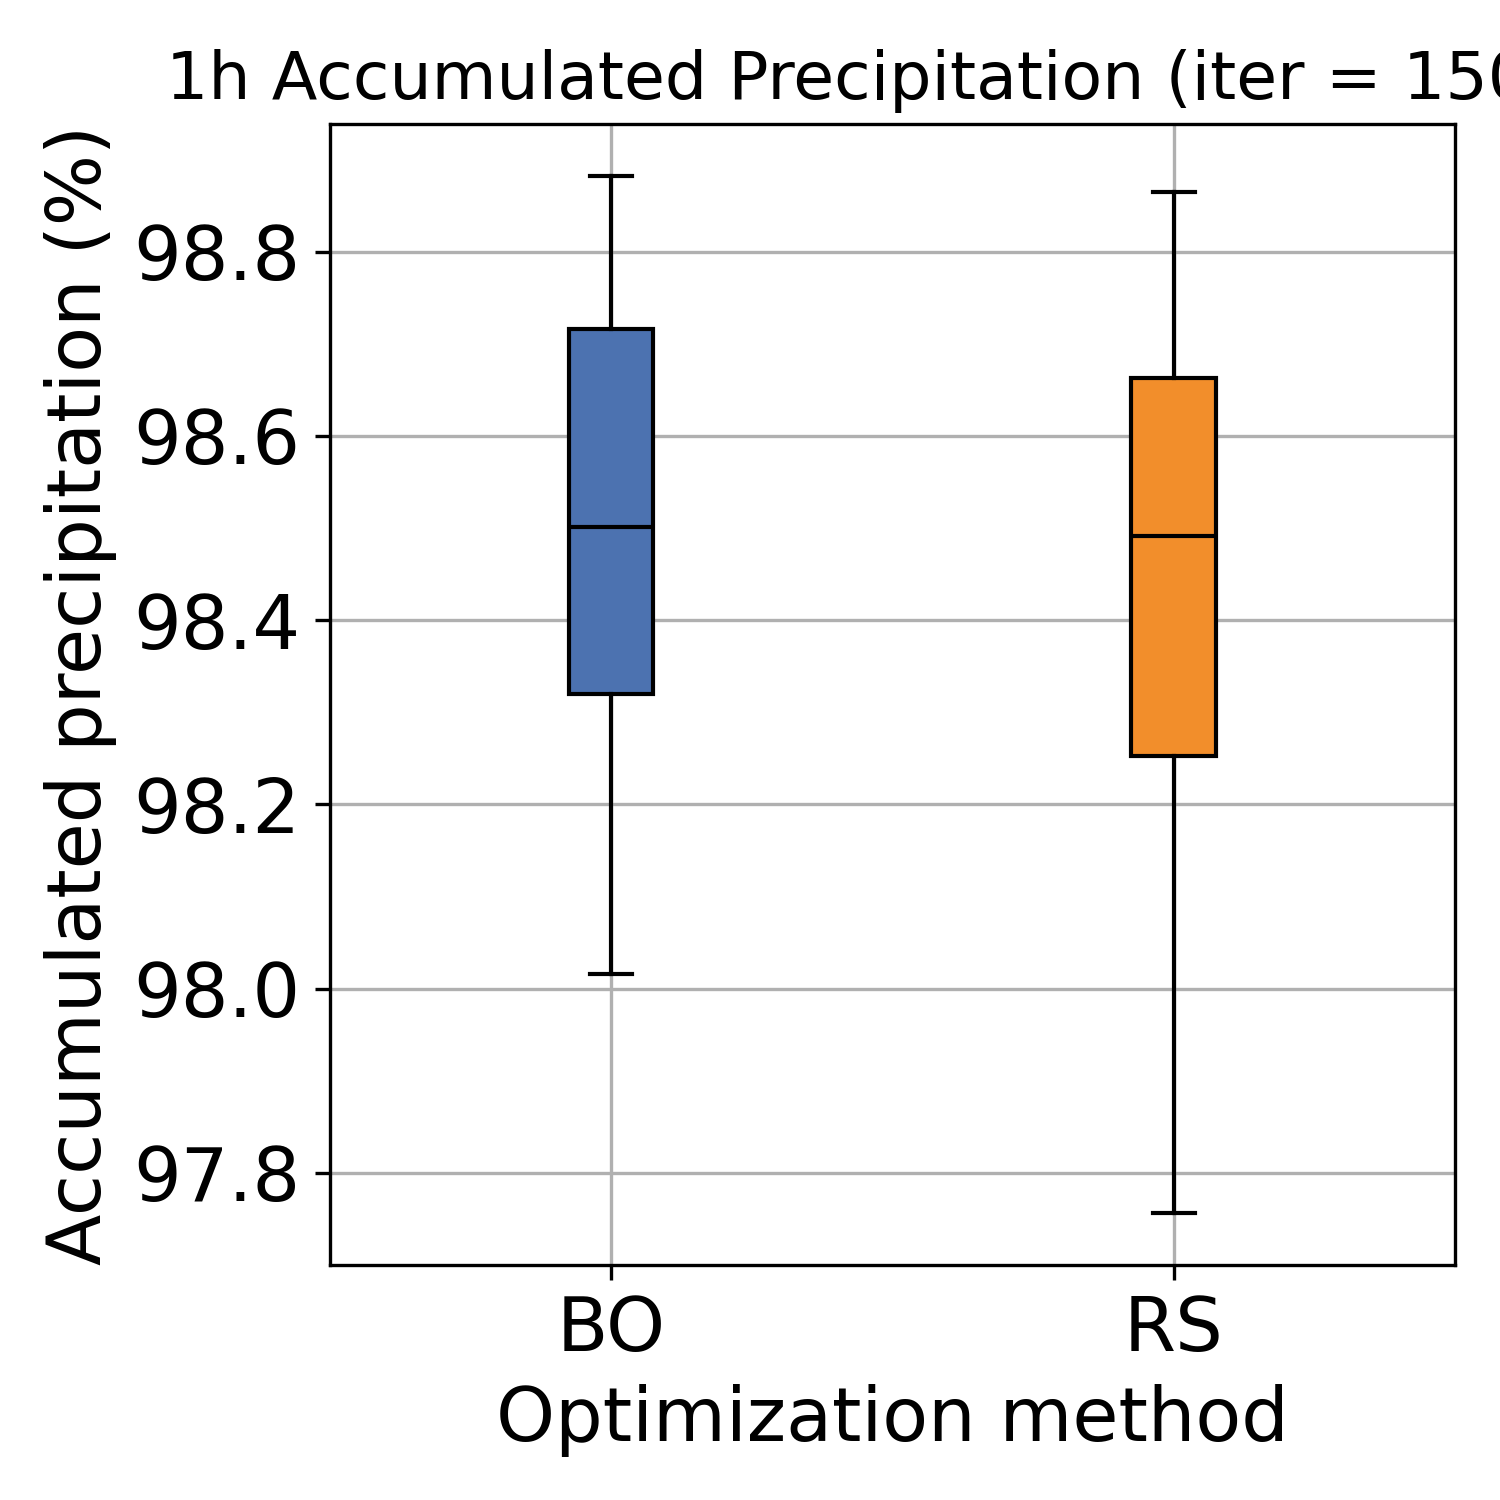 1h Accumulated Precipitation (iter = 150
Accumulated precipitation (%)
98.8
98.6
98.4
98.2
98.0
97.8
BO
RS
Optimization method